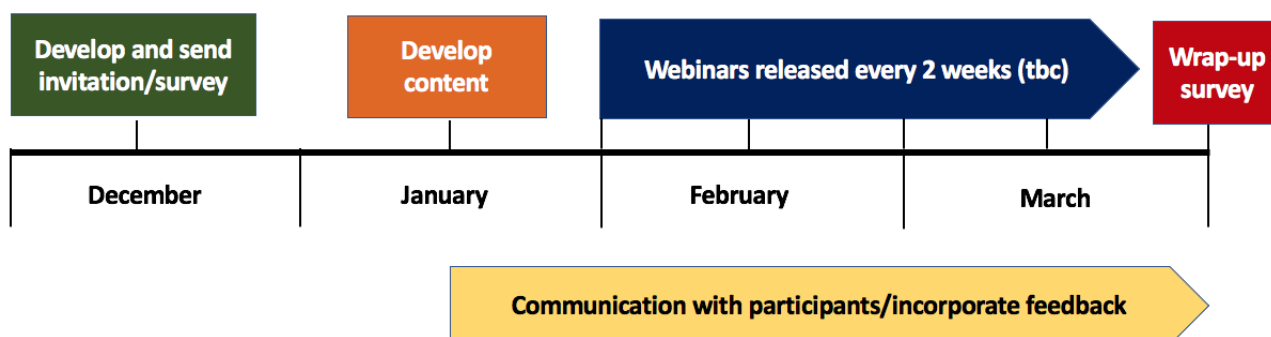 Develop and send
invitation/survey
Develop
content
Webinars released every 2 weeks (tbc)
Wrap-up
survey
December
January
February
March
Communication with participants/incorporate feedback